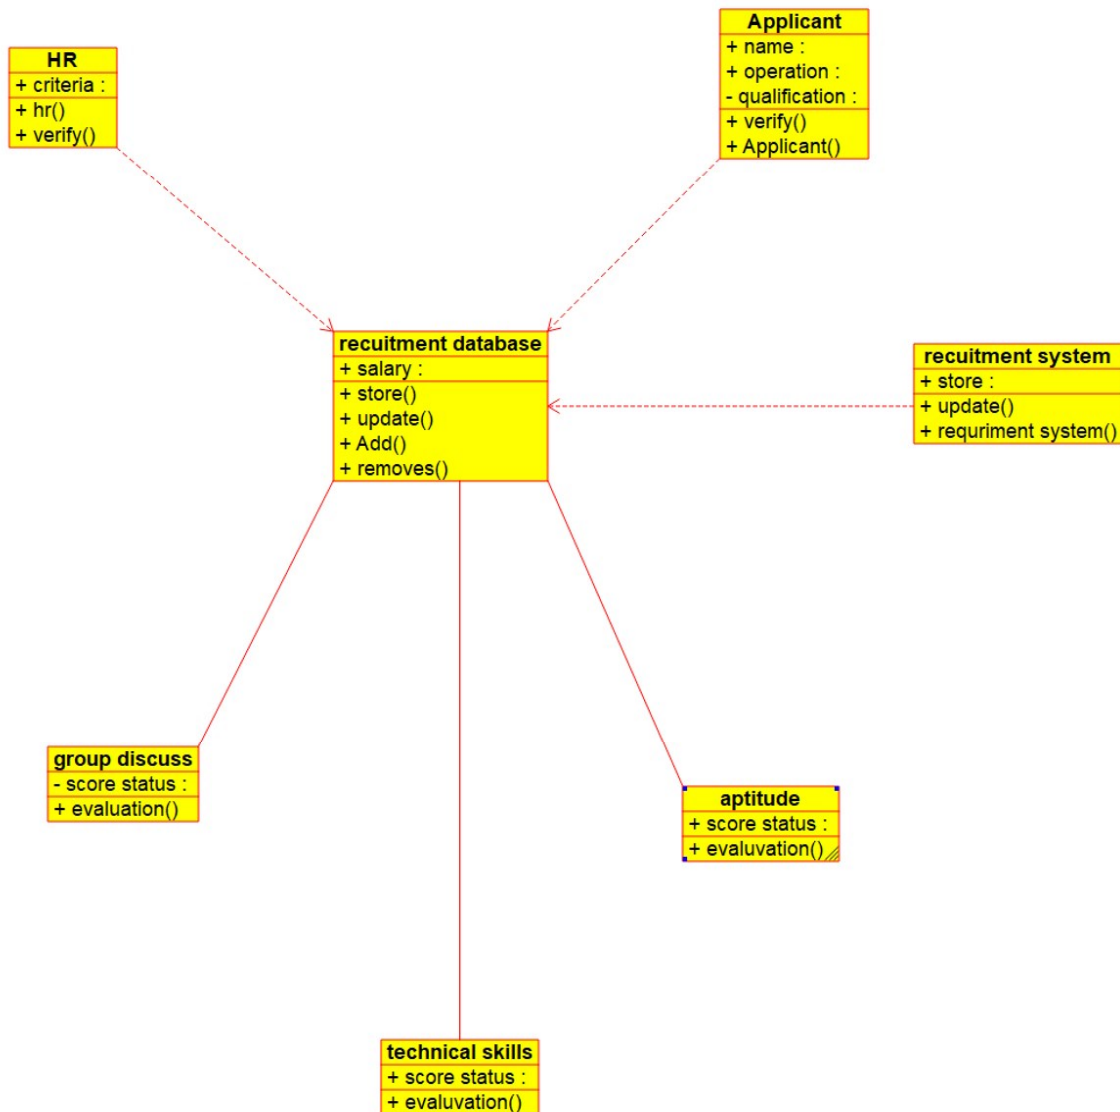 HR
+ criteria :
+ hr()
+ verify()
Applicant
+ name :
+ operation :
- qualification :
+ verify()
+ Applicant()
recuitment database
+ salary :
+ store()
+ update()
+ Add()
+ removes()
recuitment system
+ store :
+ update()
+ requriment system()
group discuss
- score status :
+ evaluation()
aptitude
+ score status :
+ evaluvation()
technical skills
+ score status :
+ evaluvation()